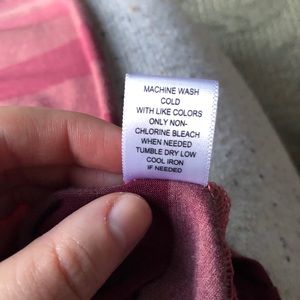 MACHINE WASH
COLD
WITH LIKE COLORS
ONLY NON-
CHLORINE BLEACH
WHEN NEEDED
TUMBLE DRY LOW
COOL IRON
IF NEEDED